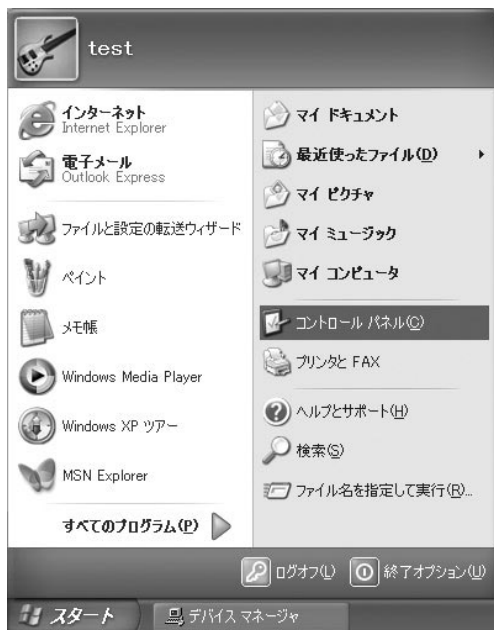 test
インターネット
Internet Explorer
電子メール
Outlook Express
ファイルと設定の転送ウィザード
ペイント
メモ帳
Windows Media Player
Windows XP ツアー
MSN Explorer
すべてのプログラム(P)
マイ ドキュメント
最近使ったファイル(D)
マイ ピクチャ
マイ ミュージック
マイ コンピュータ
コントロール パネル(C)
プリンタと FAX
ヘルプとサポート(H)
検索(S)
ファイル名を指定して実行(R)...
ログオフ(L)
終了オプション(U)
スタート
デバイス マネージャ